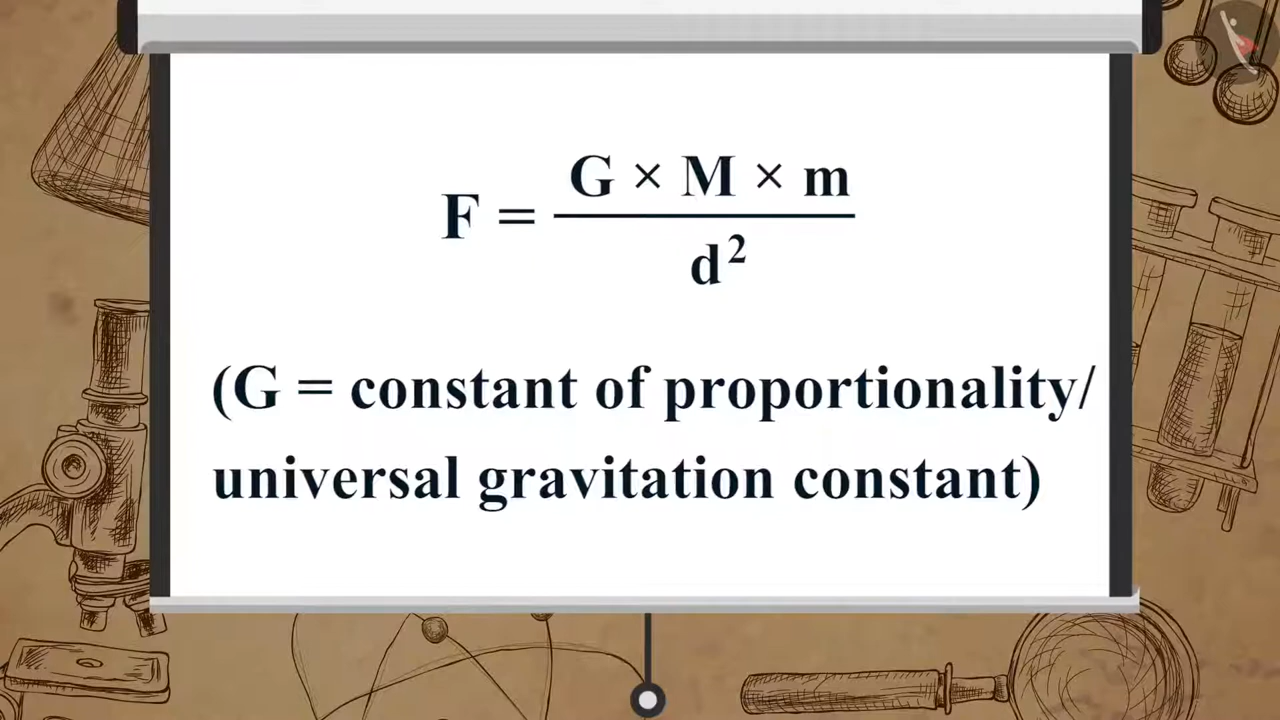 F = G × M × m / d²
(G = constant of proportionality/
universal gravitation constant)